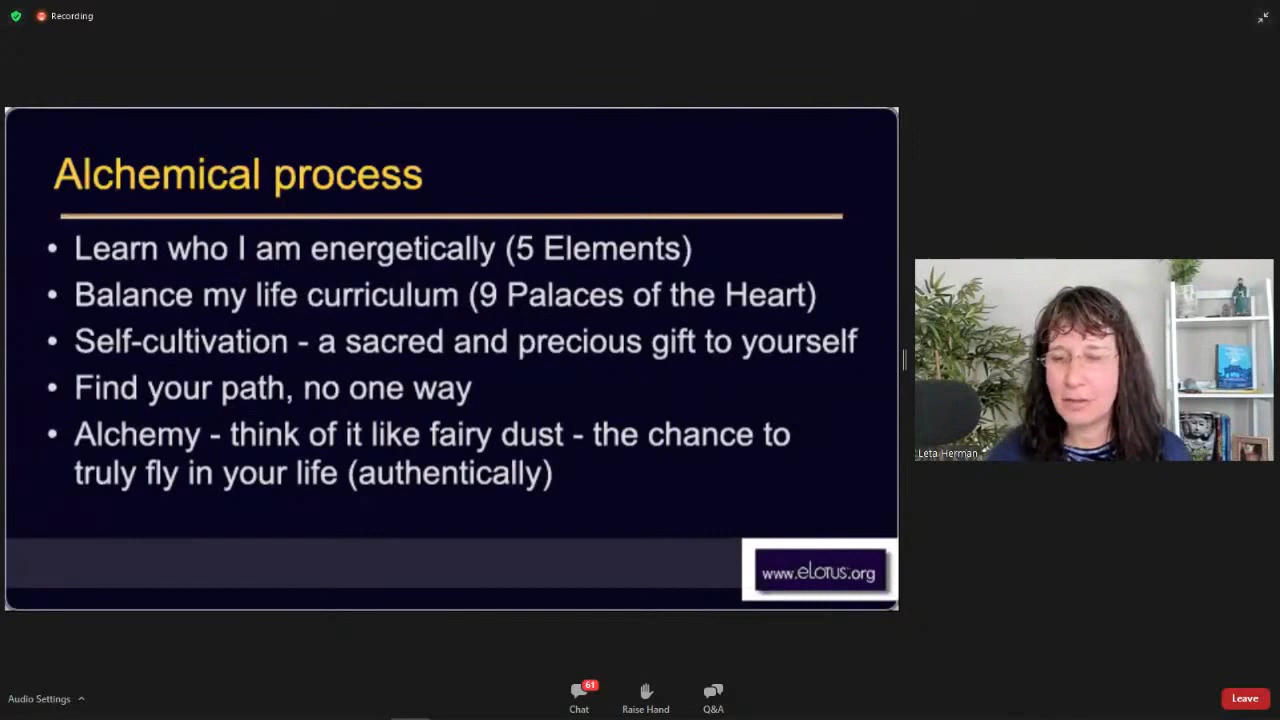 Recording
Alchemical process
• Learn who I am energetically (5 Elements)
• Balance my life curriculum (9 Palaces of the Heart)
• Self-cultivation - a sacred and precious gift to yourself
• Find your path, no one way
• Alchemy - think of it like fairy dust - the chance to
truly fly in your life (authentically)
www.eLotus.org
Leta Herman
Audio Settings
61
Chat
Raise Hand
Q&A
Leave